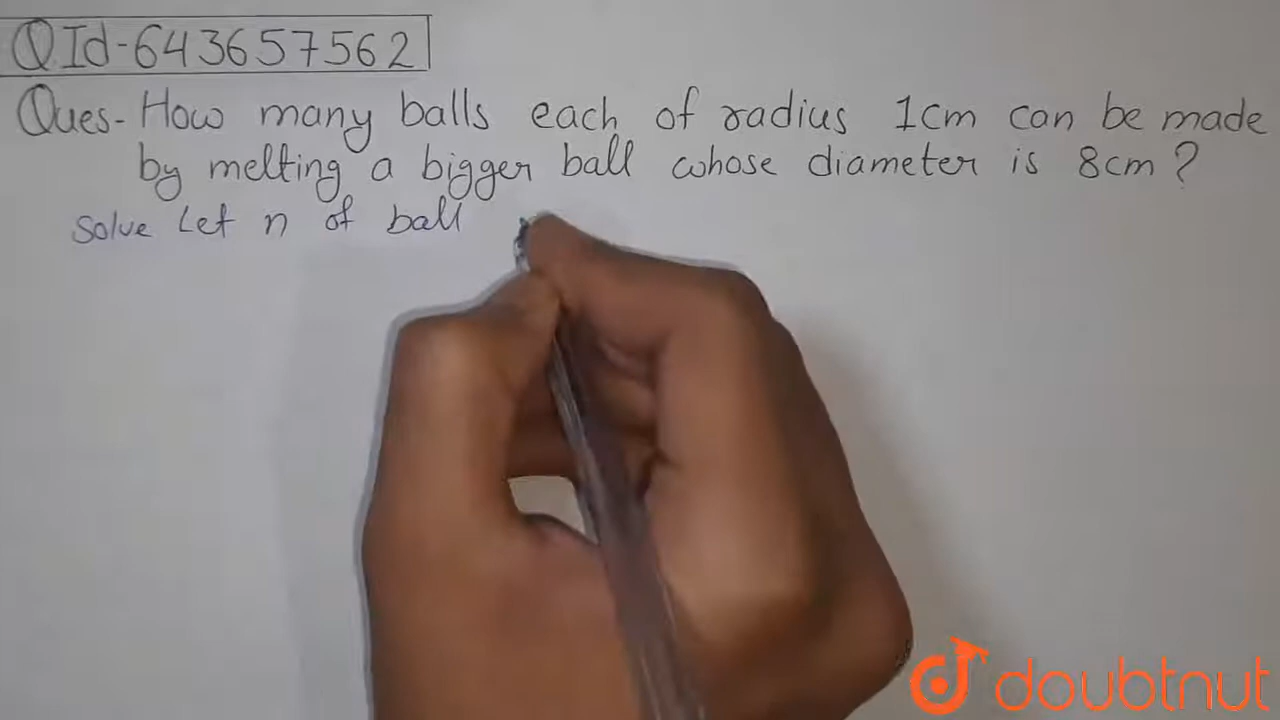 QId-643657562
Ques- How many balls each of radius 1cm can be made
by melting a bigger ball whose diameter is 8cm?
Solve Let n of ball
doubtnut